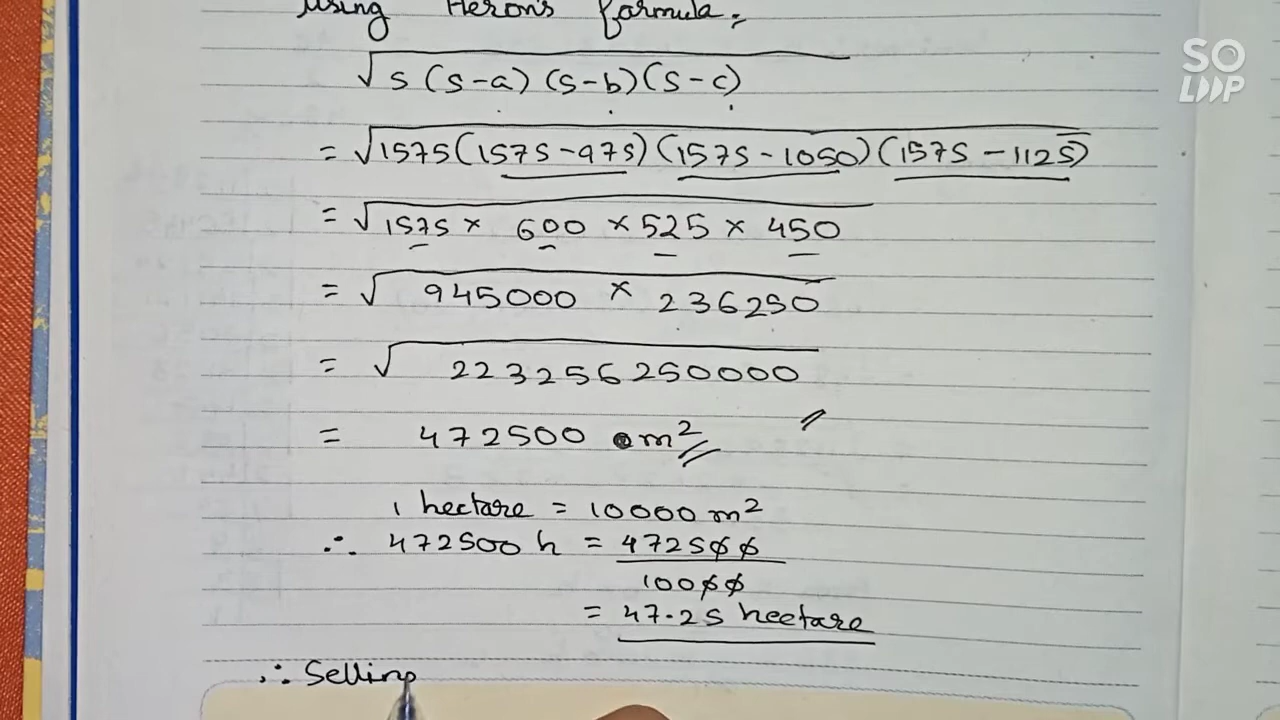 using Heron's formula,
√s(s-a)(s-b)(s-c)
= √1575(1575-975)(1575-1050)(1575-1125)
= √1575 × 600 × 525 × 450
= √945000 × 236250
= √223256250000
= 472500 m²
1 hectare = 10000 m²
∴ 472500 h = 472500
10000
= 47.25 hectare
∴ Selling
SO
LOOP